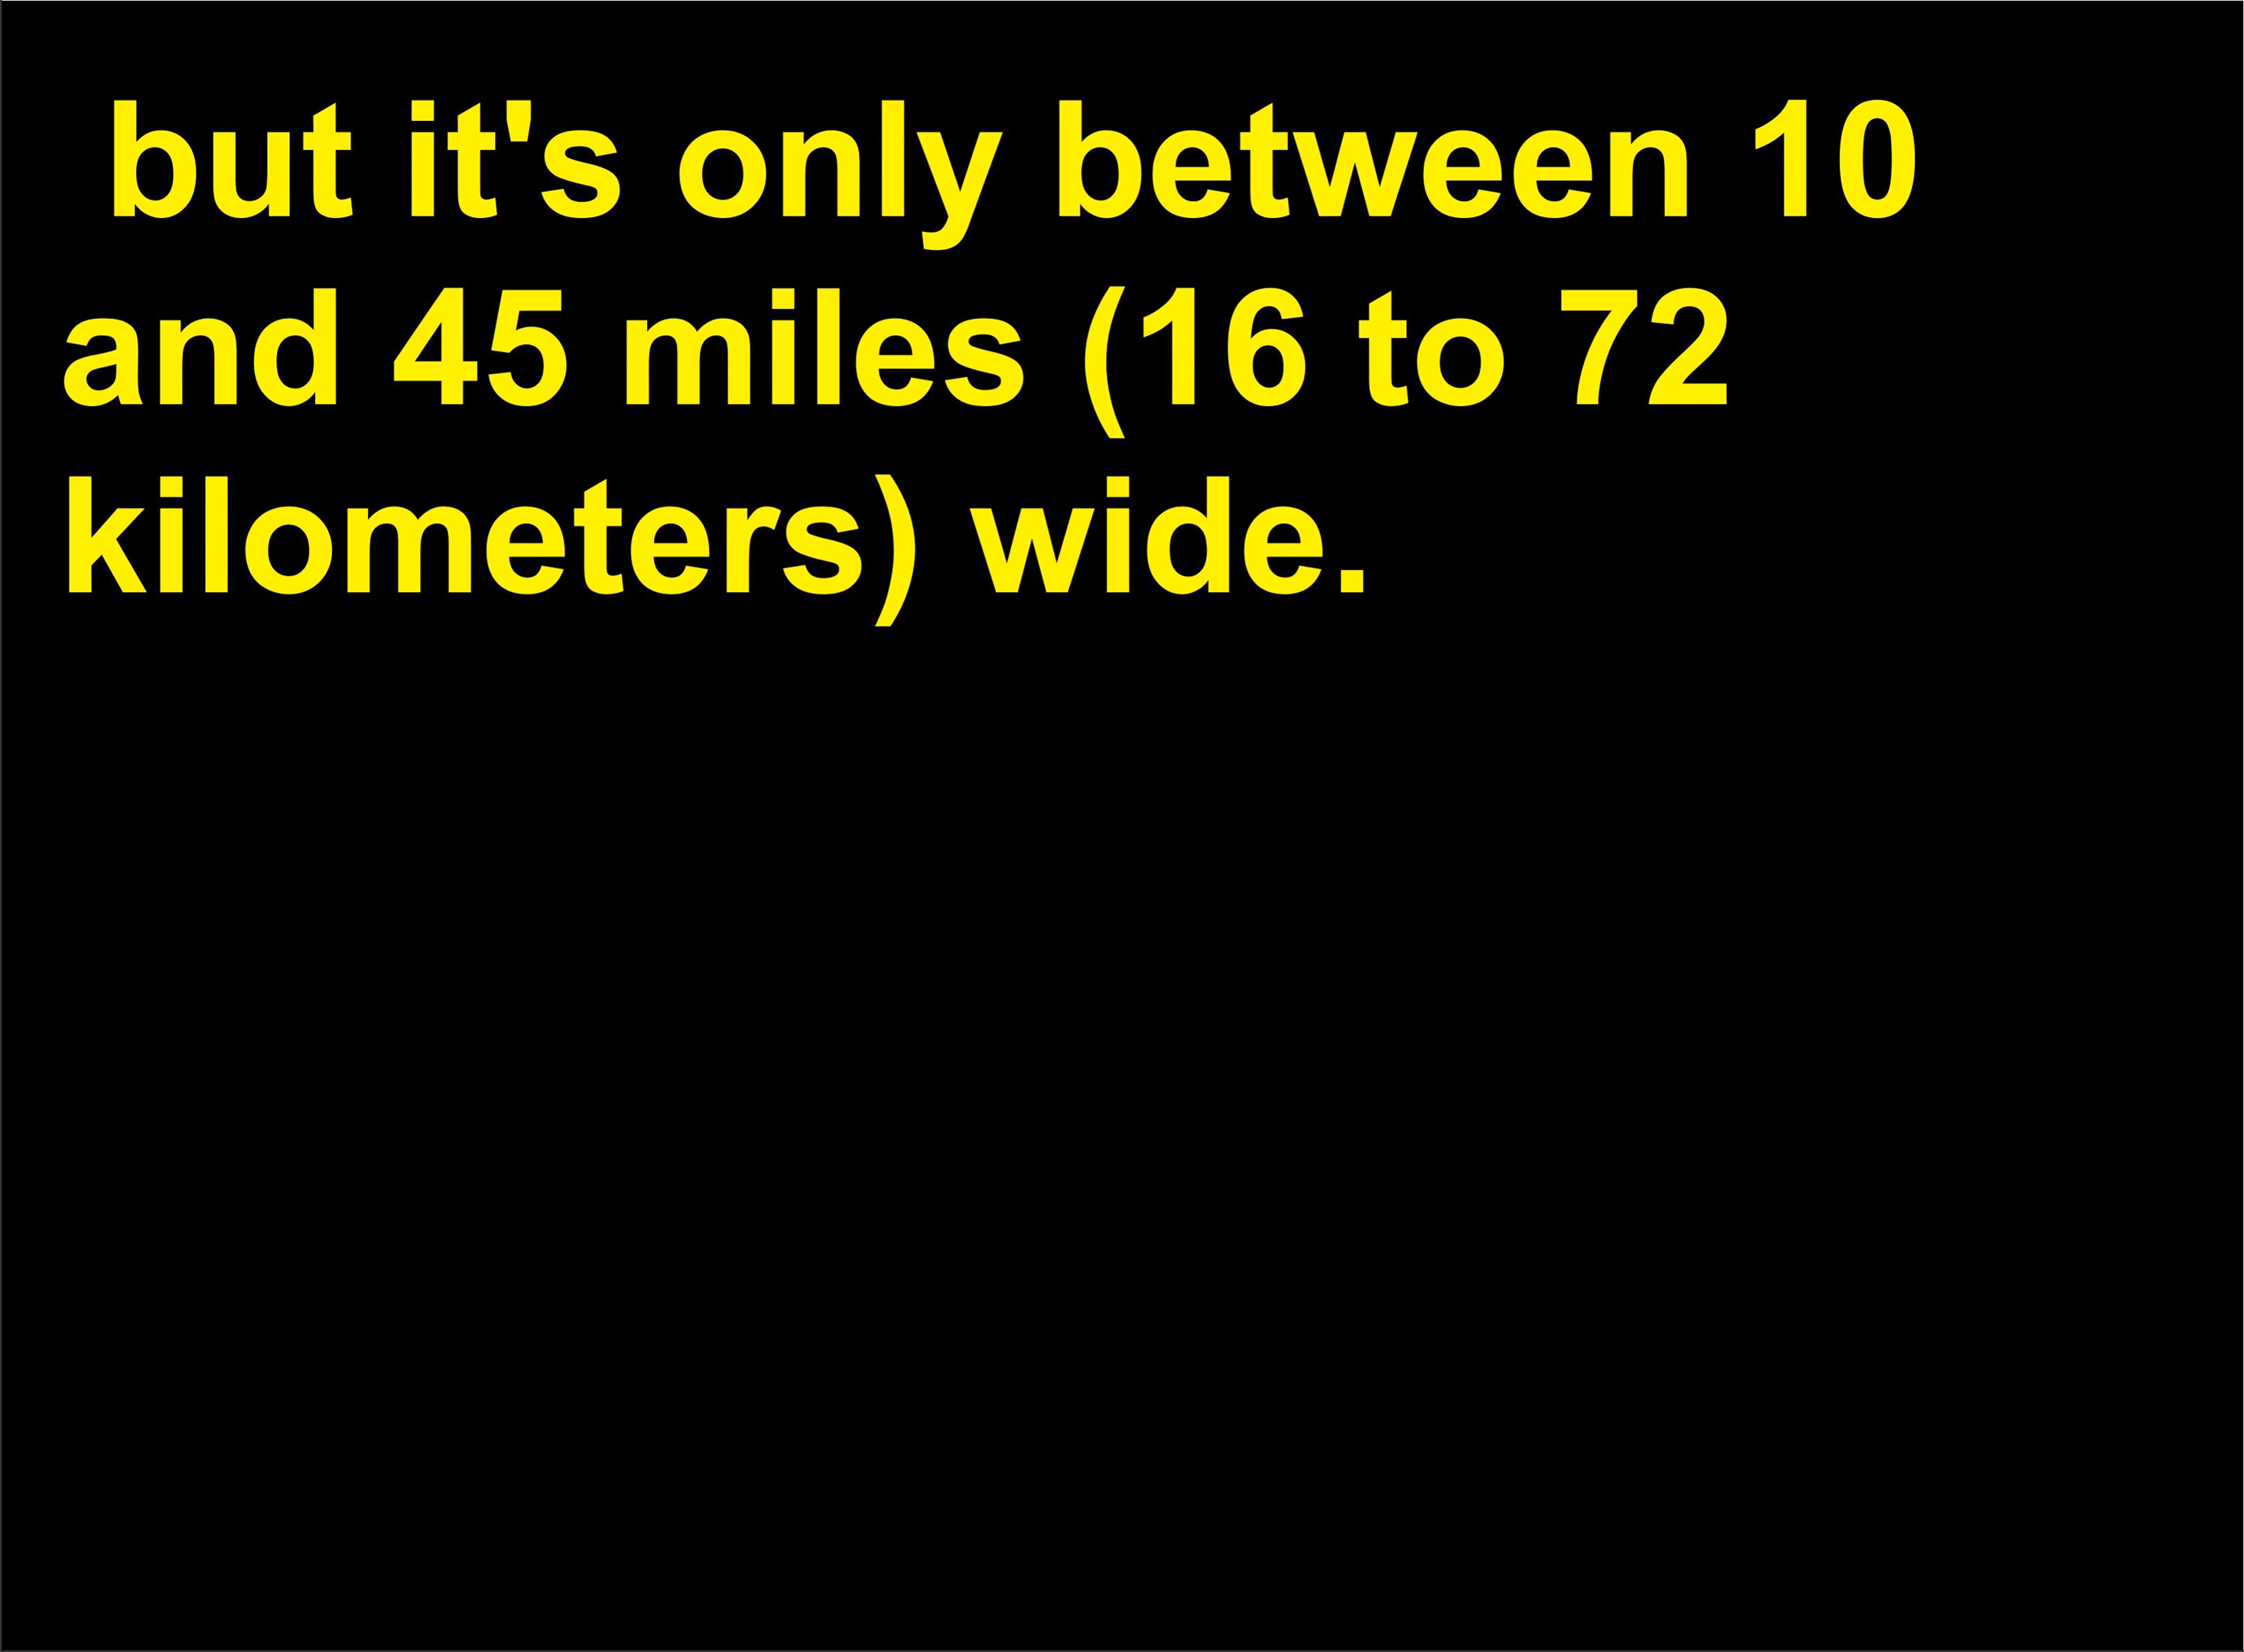 but it's only between 10
and 45 miles (16 to 72
kilometers) wide.